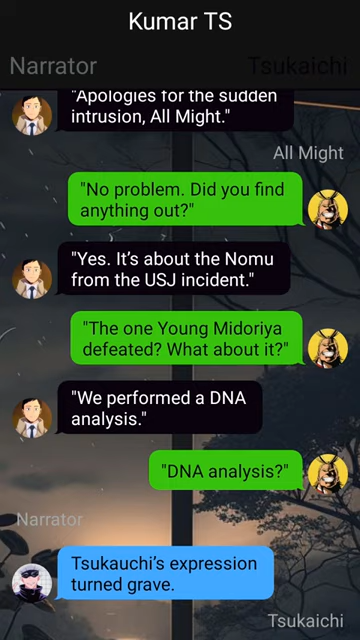 Kumar TS
Narrator
Tsukaichi
"Apologies for the sudden
intrusion, All Might."
All Might
"No problem. Did you find
anything out?"
"Yes. It’s about the Nomu
from the USJ incident."
"The one Young Midoriya
defeated? What about it?"
"We performed a DNA
analysis."
"DNA analysis?"
Narrator
Tsukauchi’s expression
turned grave.
Tsukaichi